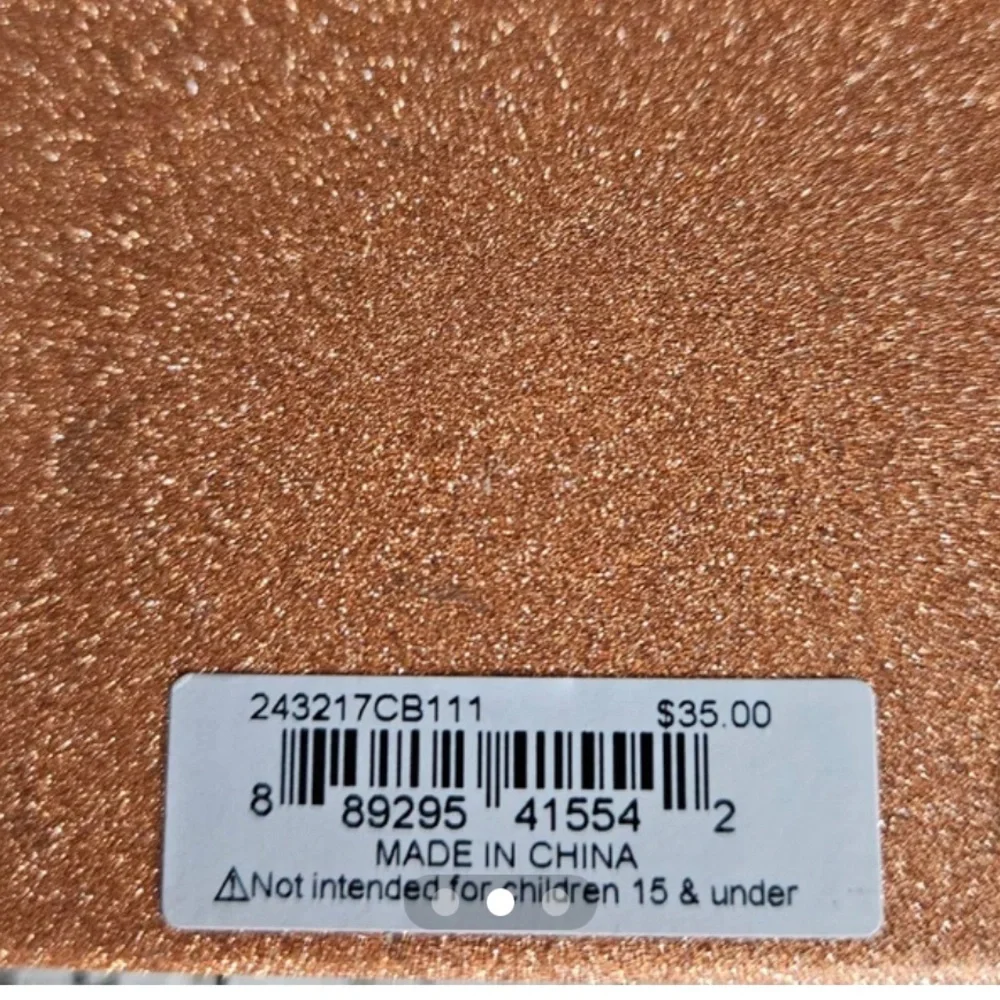 243217CB111 $35.00
8 89295 41554 2
MADE IN CHINA
⚠Not intended for children 15 & under